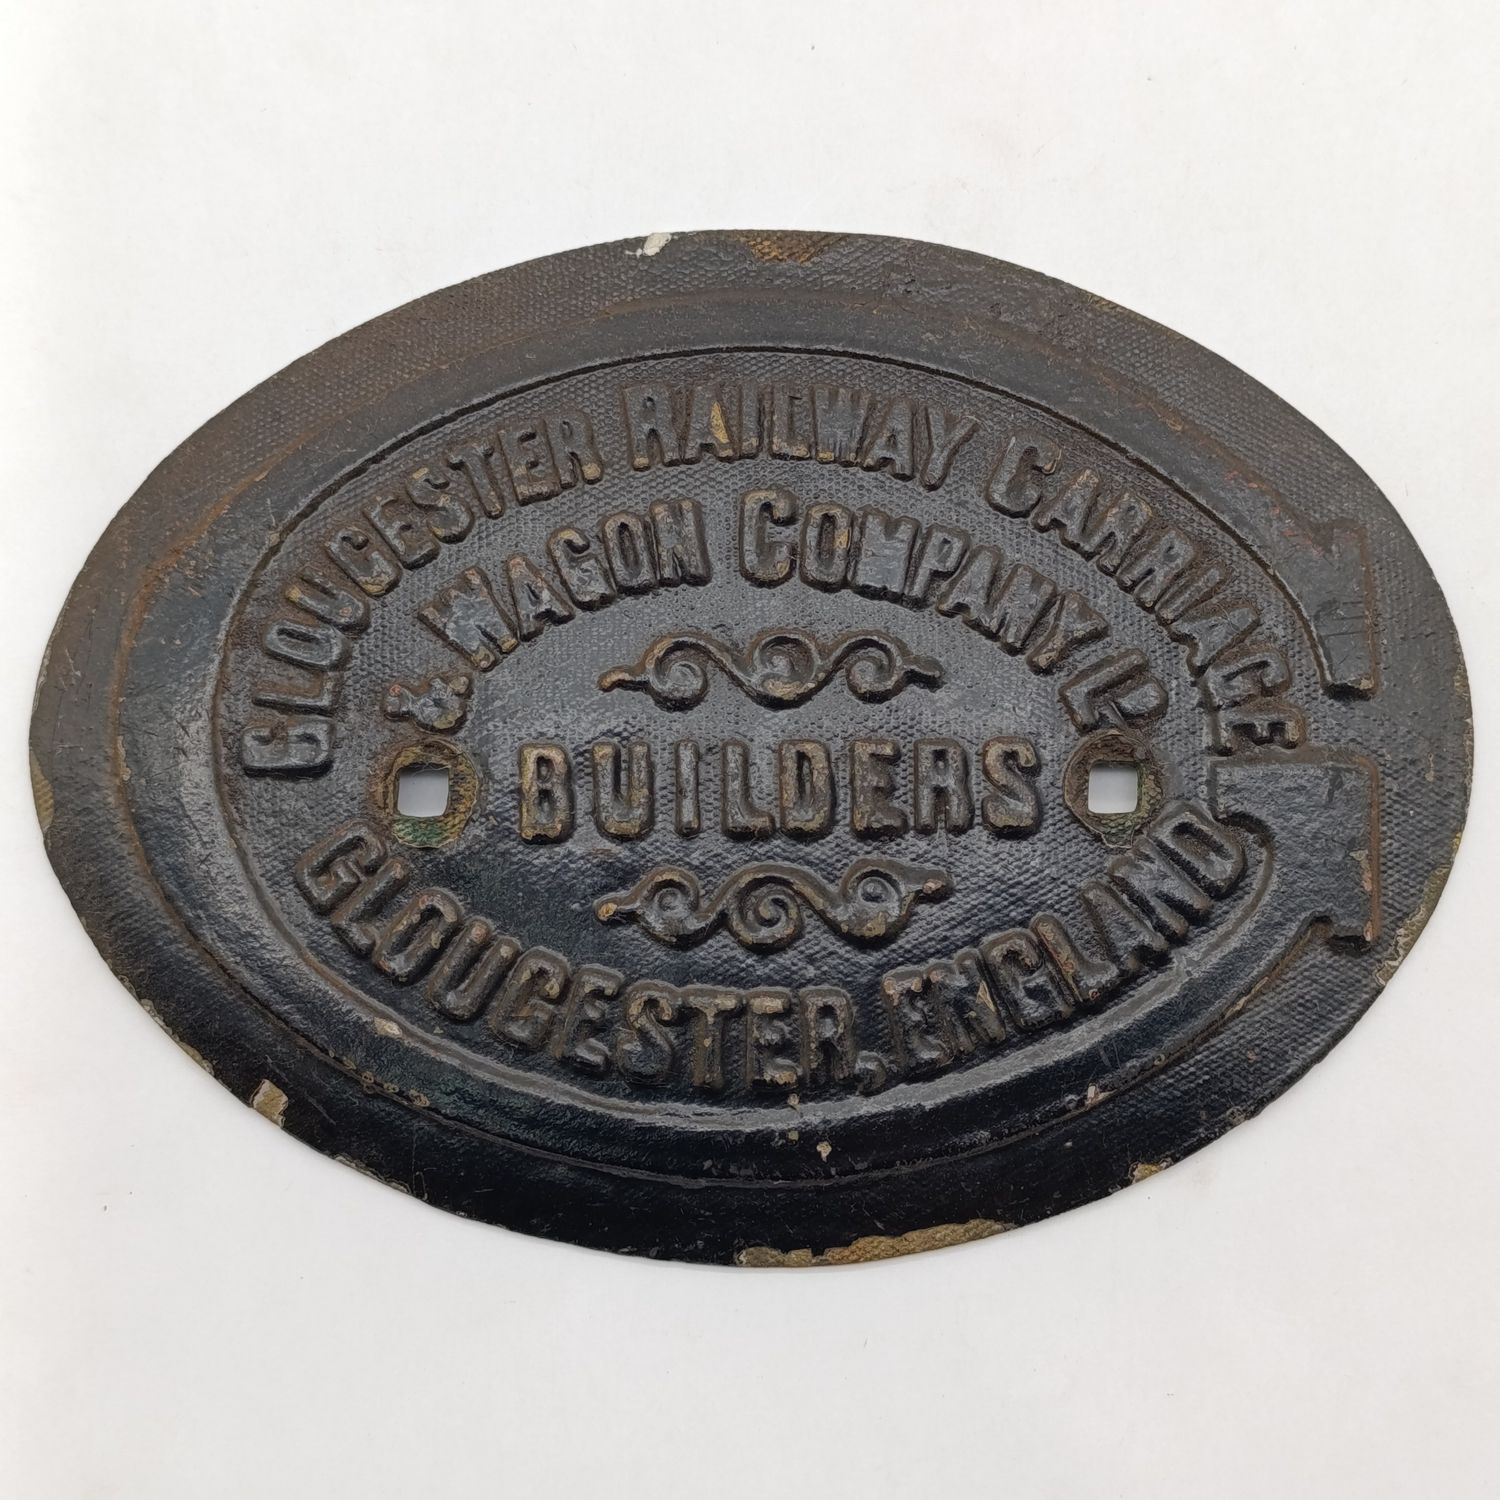 GLOUCESTER RAILWAY CARRIAGE
& WAGON COMPANY LD
BUILDERS
GLOUCESTER, ENGLAND